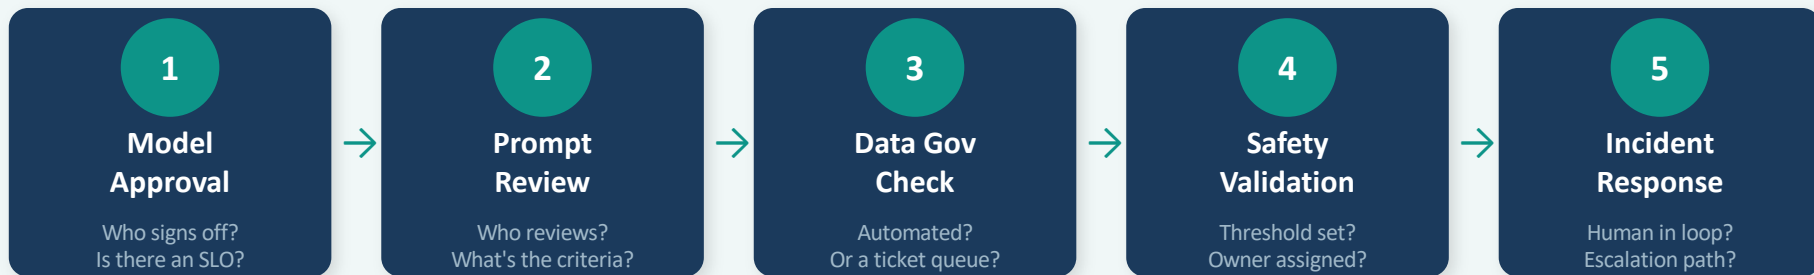 1
Model
Approval
Who signs off?
Is there an SLO?
2
Prompt
Review
Who reviews?
What's the criteria?
3
Data Gov
Check
Automated?
Or a ticket queue?
4
Safety
Validation
Threshold set?
Owner assigned?
5
Incident
Response
Human in loop?
Escalation path?